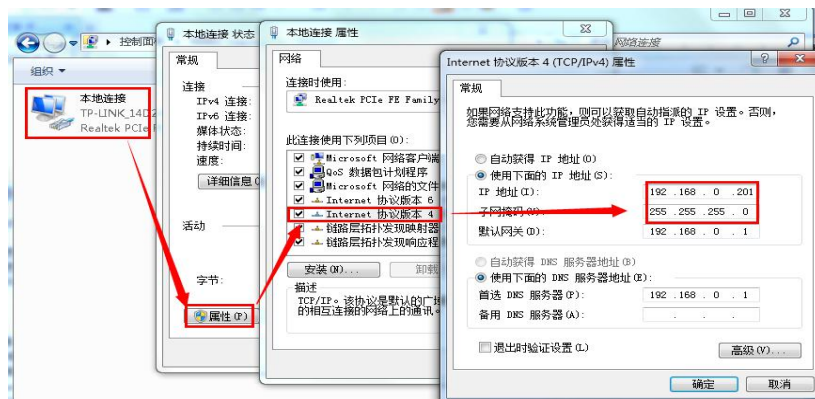 控制面
网络连接
组织
本地连接
TP-LINK_14D2
Realtek PCIe
本地连接 状态
常规
连接
IPv4 连接:
IPv6 连接:
媒体状态:
持续时间:
速度:
详细信息
活动
字节:
属性(P)
本地连接 属性
网络
连接时使用:
Realtek PCIe FE Family
此连接使用下列项目(O):
Microsoft 网络客户端
QoS 数据包计划程序
Microsoft 网络的文件
Internet 协议版本 6
Internet 协议版本 4
链路层拓扑发现映射器
链路层拓扑发现响应程
安装(N)...
卸载
描述
TCP/IP。该协议是默认的广域
的相互连接的网络上的通讯。
Internet 协议版本 4 (TCP/IPv4) 属性
常规
如果网络支持此功能，则可以获取自动指派的 IP 设置。否则，
您需要从网络系统管理员处获得适当的 IP 设置。
自动获得 IP 地址(O)
使用下面的 IP 地址(S):
IP 地址(I): 192 .168 . 0 .201
子网掩码(U): 255 .255 .255 . 0
默认网关(D): 192 .168 . 0 . 1
自动获得 DNS 服务器地址(B)
使用下面的 DNS 服务器地址(E):
首选 DNS 服务器(P): 192 .168 . 0 . 1
备用 DNS 服务器(A): . . .
退出时验证设置(L)
高级(V)...
确定
取消